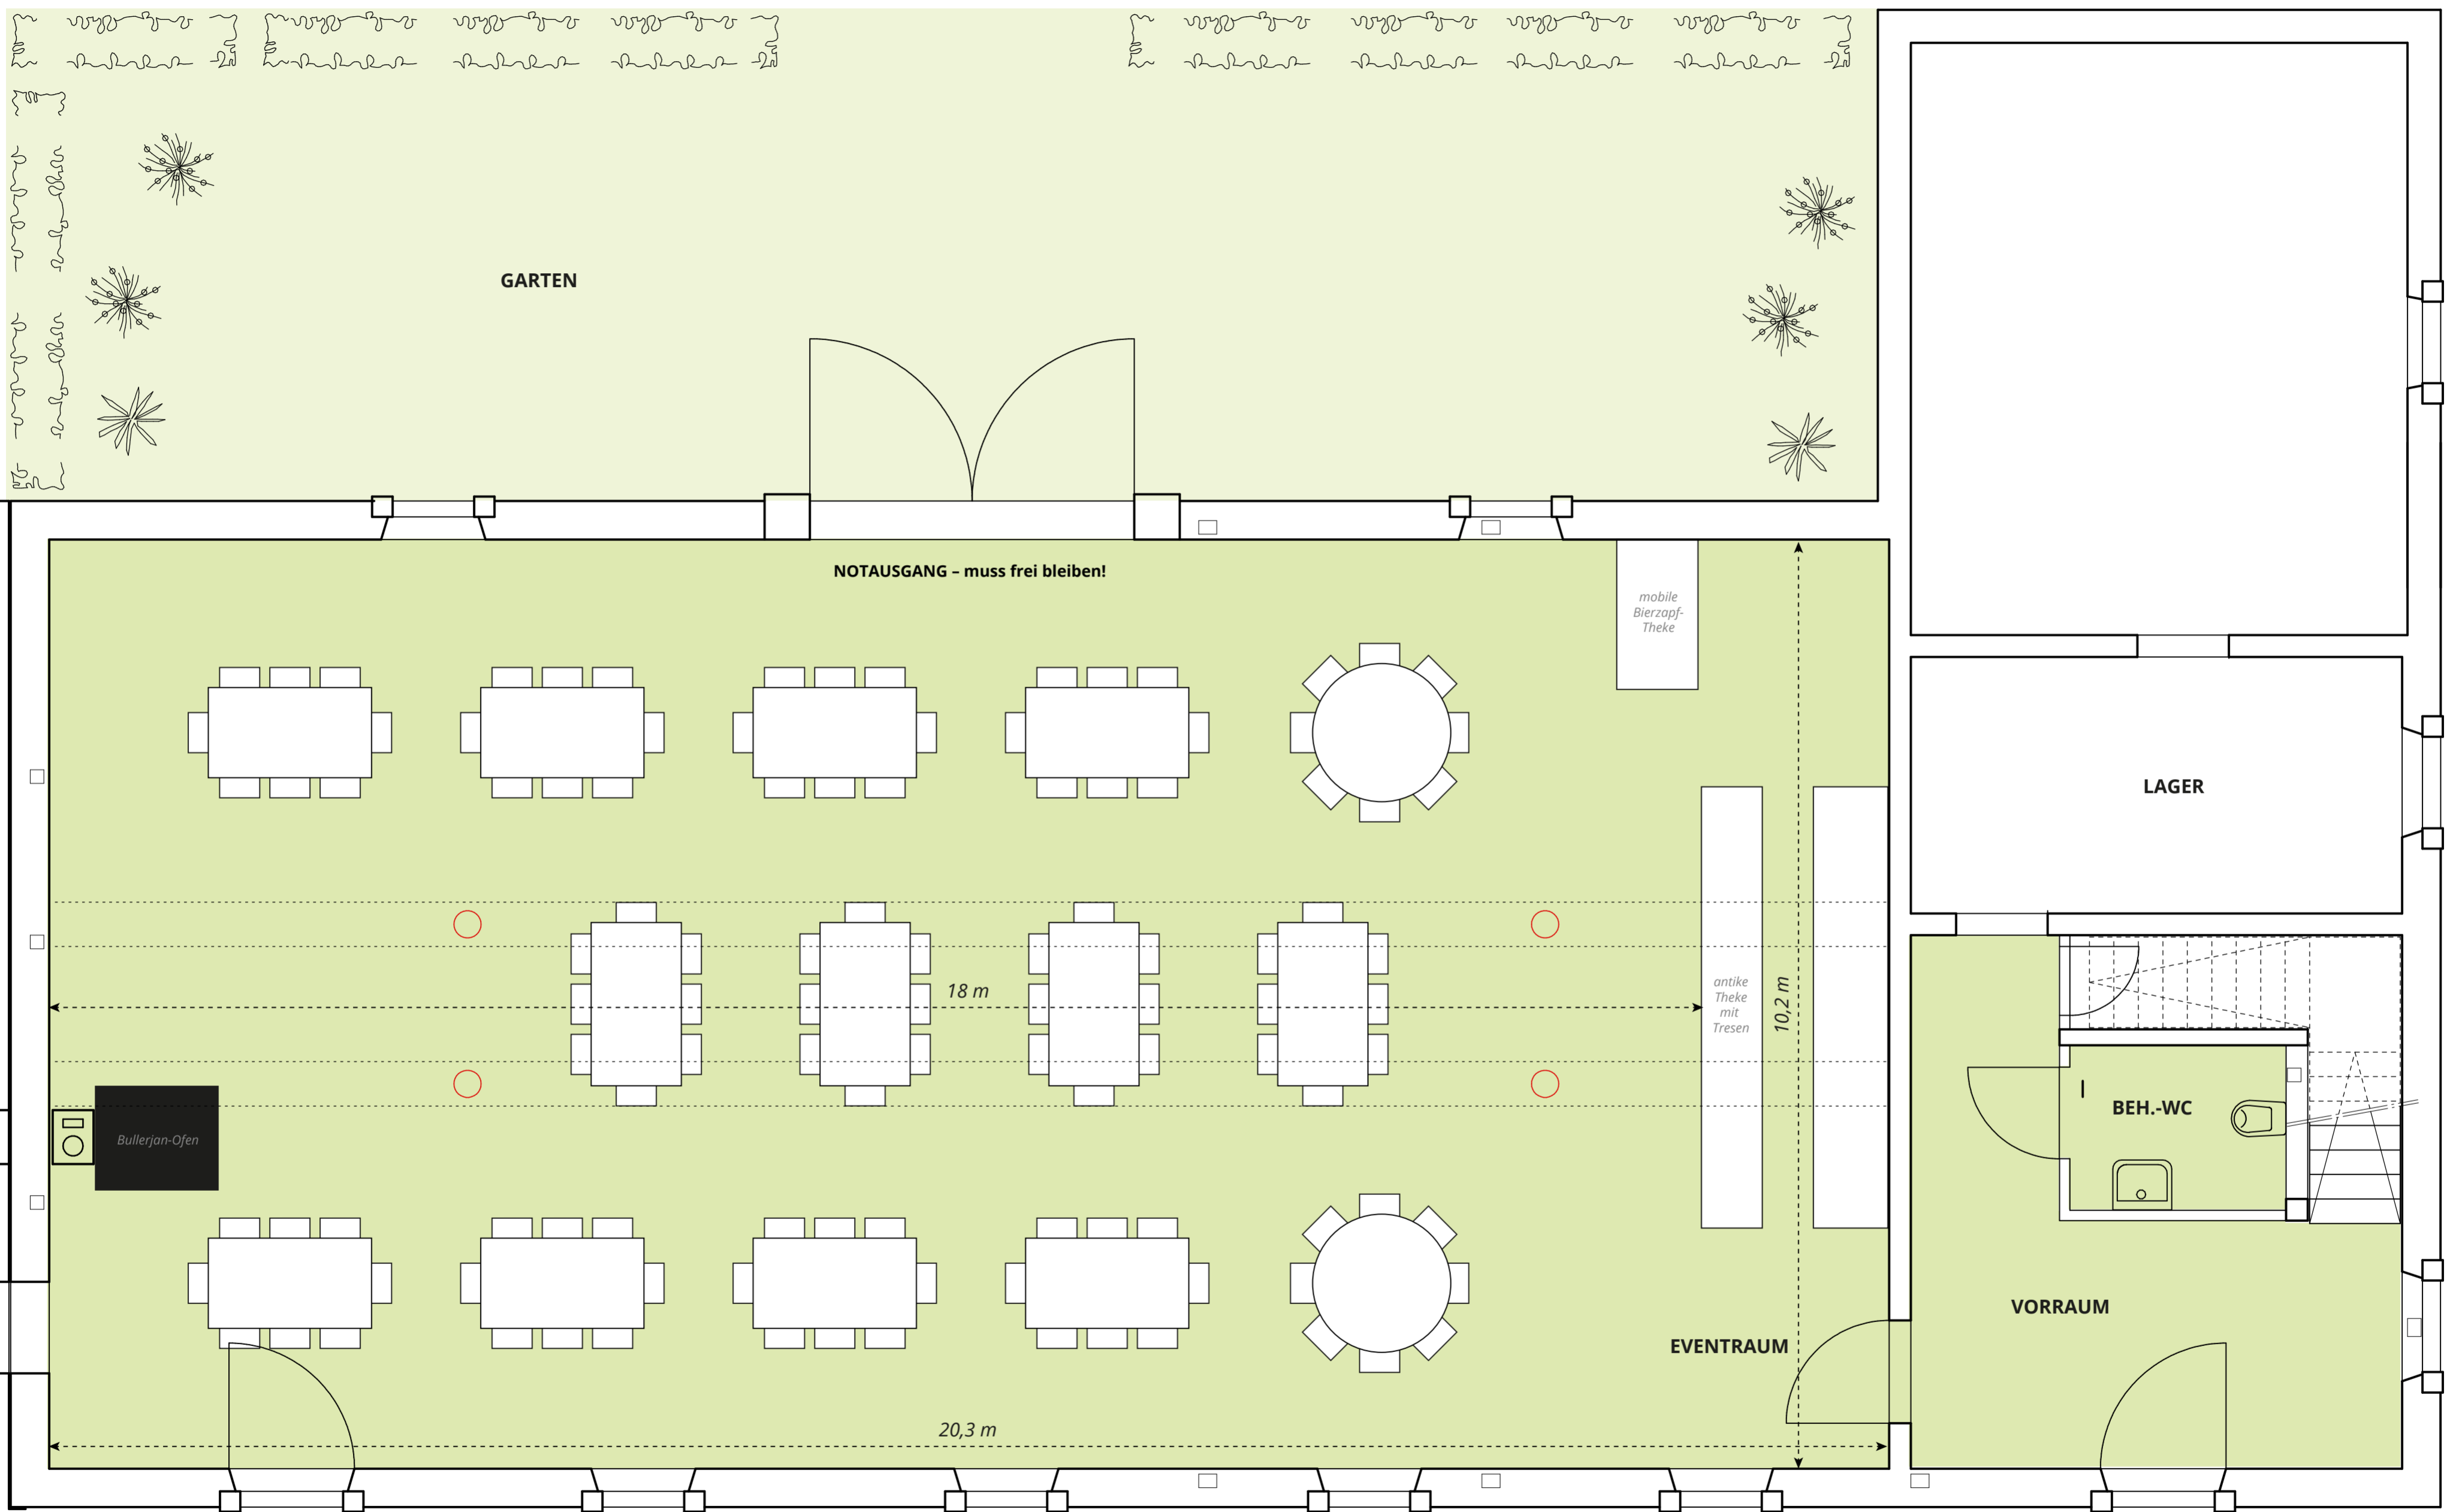 GARTEN
NOTAUSGANG – muss frei bleiben!
mobile
Bierzapf-
Theke
LAGER
18 m
antike
Theke
mit
Tresen
10,2 m
BEH.-WC
Bullerjan-Ofen
VORRAUM
EVENTRAUM
20,3 m